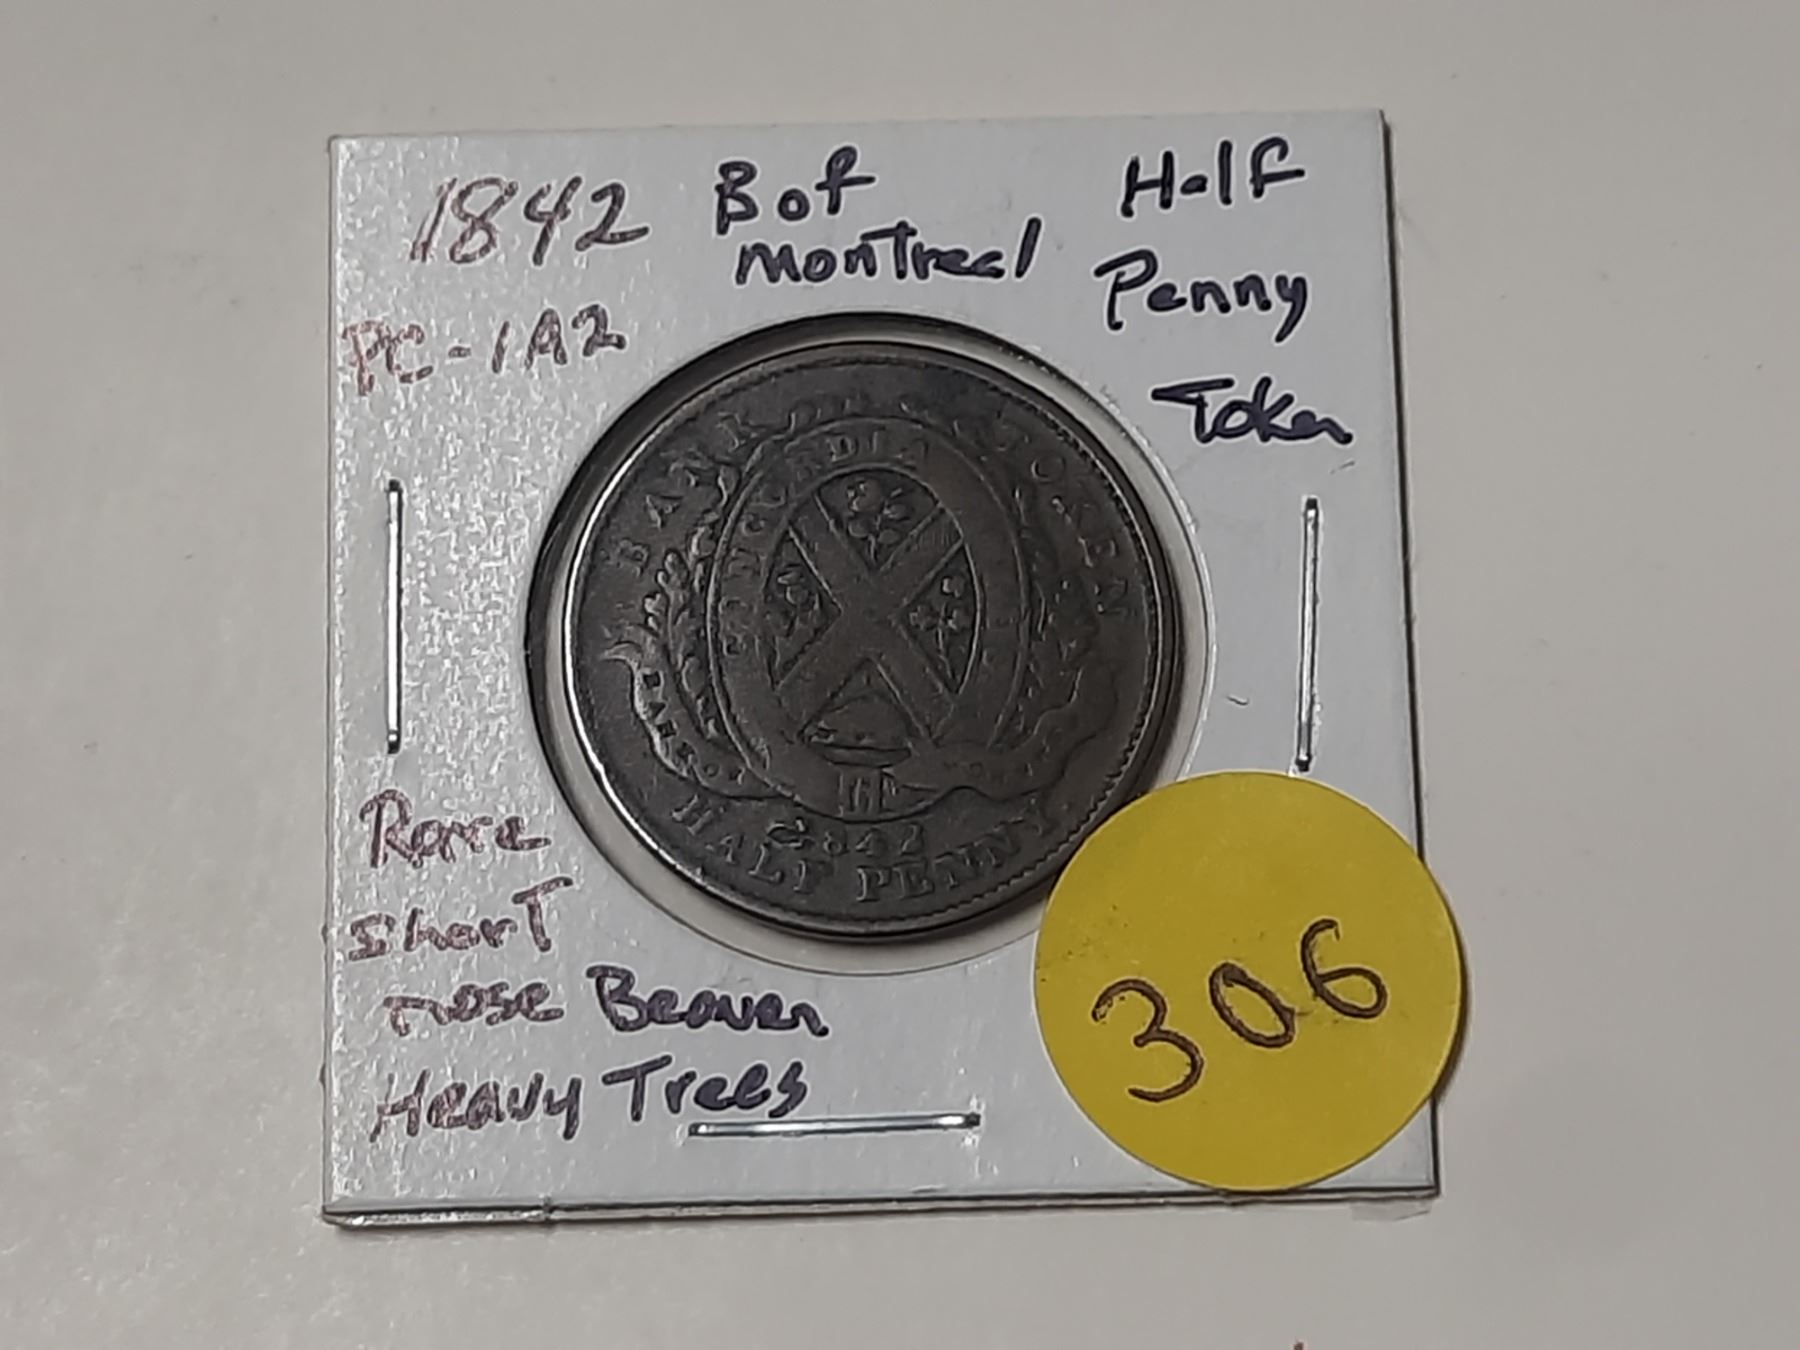 1842
B of
Montreal
Half
Penny
Token
PC-1A2
BANK TOKEN
HALF PENNY
1842
Rare
short
nose Beaver
Heavy Trees
306